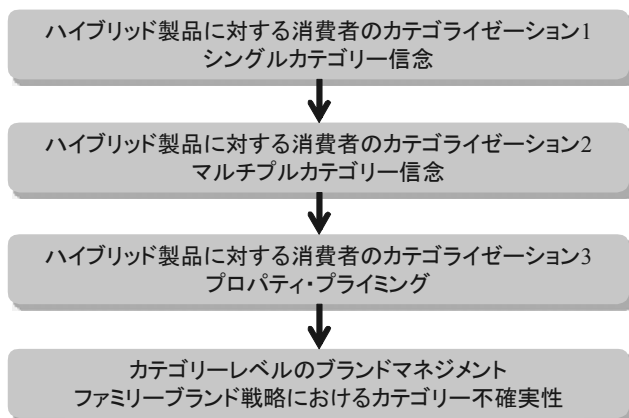 ハイブリッド製品に対する消費者のカテゴライゼーション1
シングルカテゴリー信念
ハイブリッド製品に対する消費者のカテゴライゼーション2
マルチプルカテゴリー信念
ハイブリッド製品に対する消費者のカテゴライゼーション3
プロパティ・プライミング
カテゴリーレベルのブランドマネジメント
ファミリーブランド戦略におけるカテゴリー不確実性